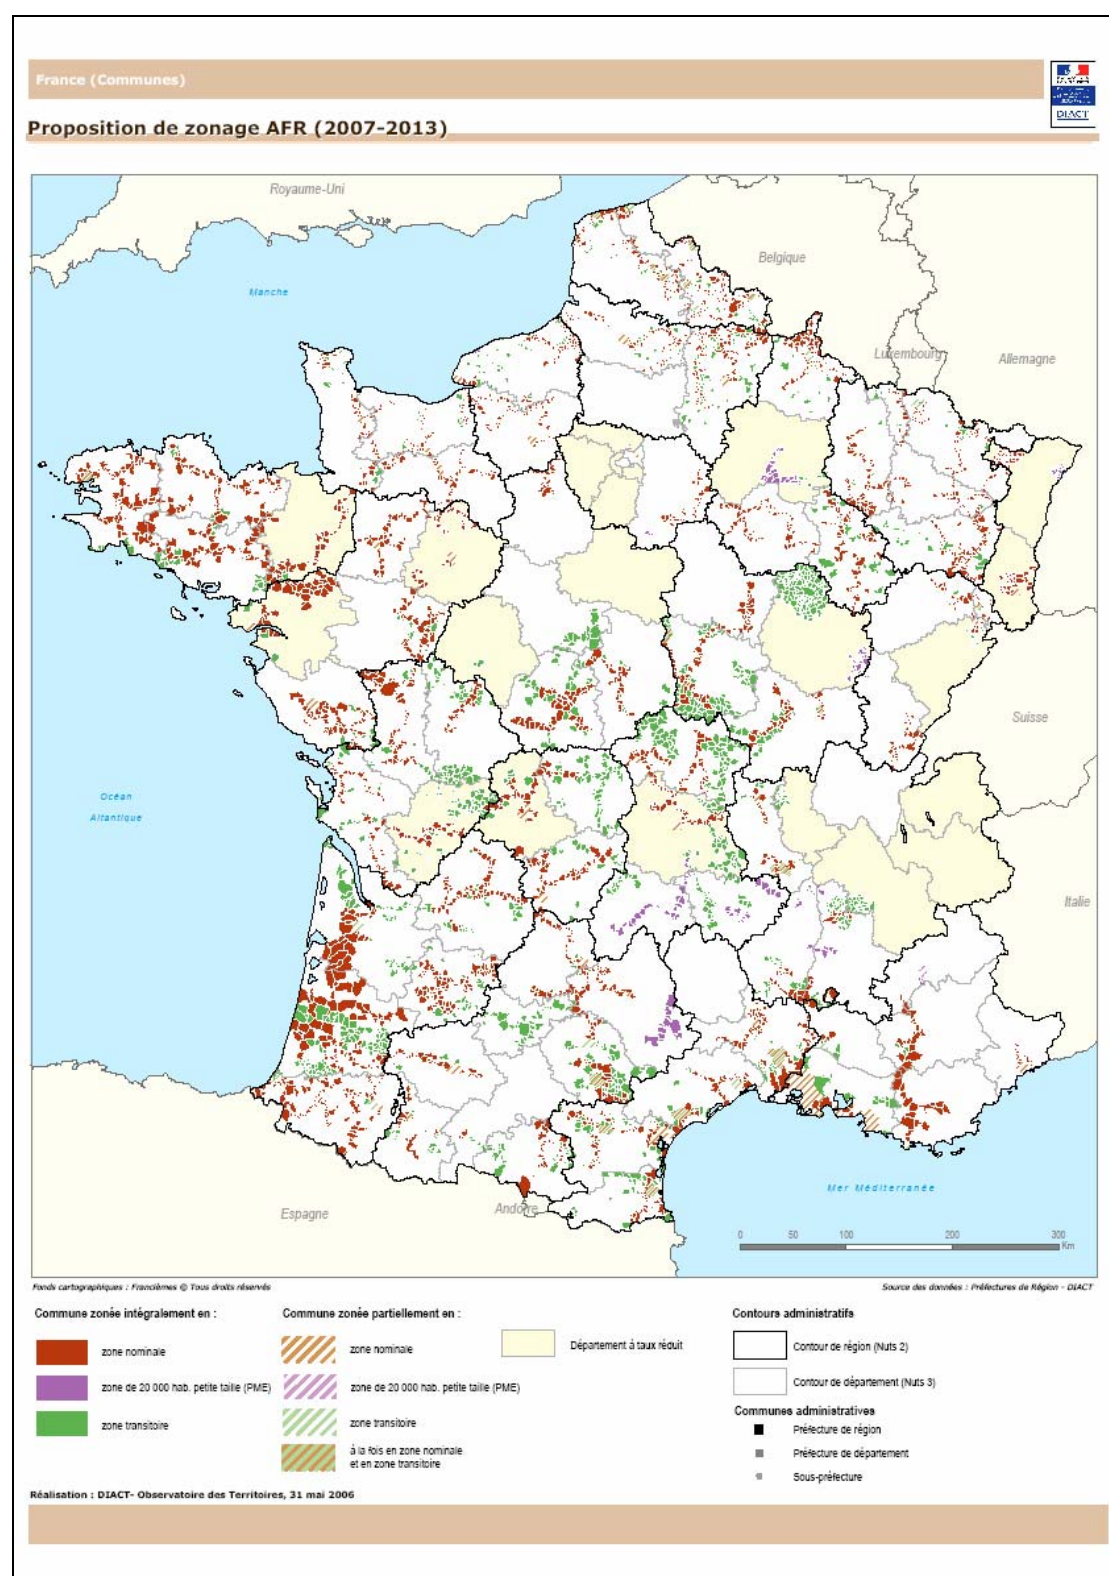 France (Communes)
DIACT
Proposition de zonage AFR (2007-2013)
Royaume-Uni
Belgique
Manche
Luxembourg
Allemagne
Suisse
Océan
Atlantique
Italie
Mer Méditerranée
Espagne
Andorre
0 50 100 200 300
Km
Fonds cartographiques : Francièmes © Tous droits réservés
Source des données : Préfectures de Région - DIACT
Commune zonée intégralement en :
zone nominale
zone de 20 000 hab. petite taille (PME)
zone transitoire
Commune zonée partiellement en :
zone nominale
zone de 20 000 hab. petite taille (PME)
zone transitoire
à la fois en zone nominale
et en zone transitoire
Département à taux réduit
Contours administratifs
Contour de région (Nuts 2)
Contour de département (Nuts 3)
Communes administratives
Préfecture de région
Préfecture de département
Sous-préfecture
Réalisation : DIACT- Observatoire des Territoires, 31 mai 2006